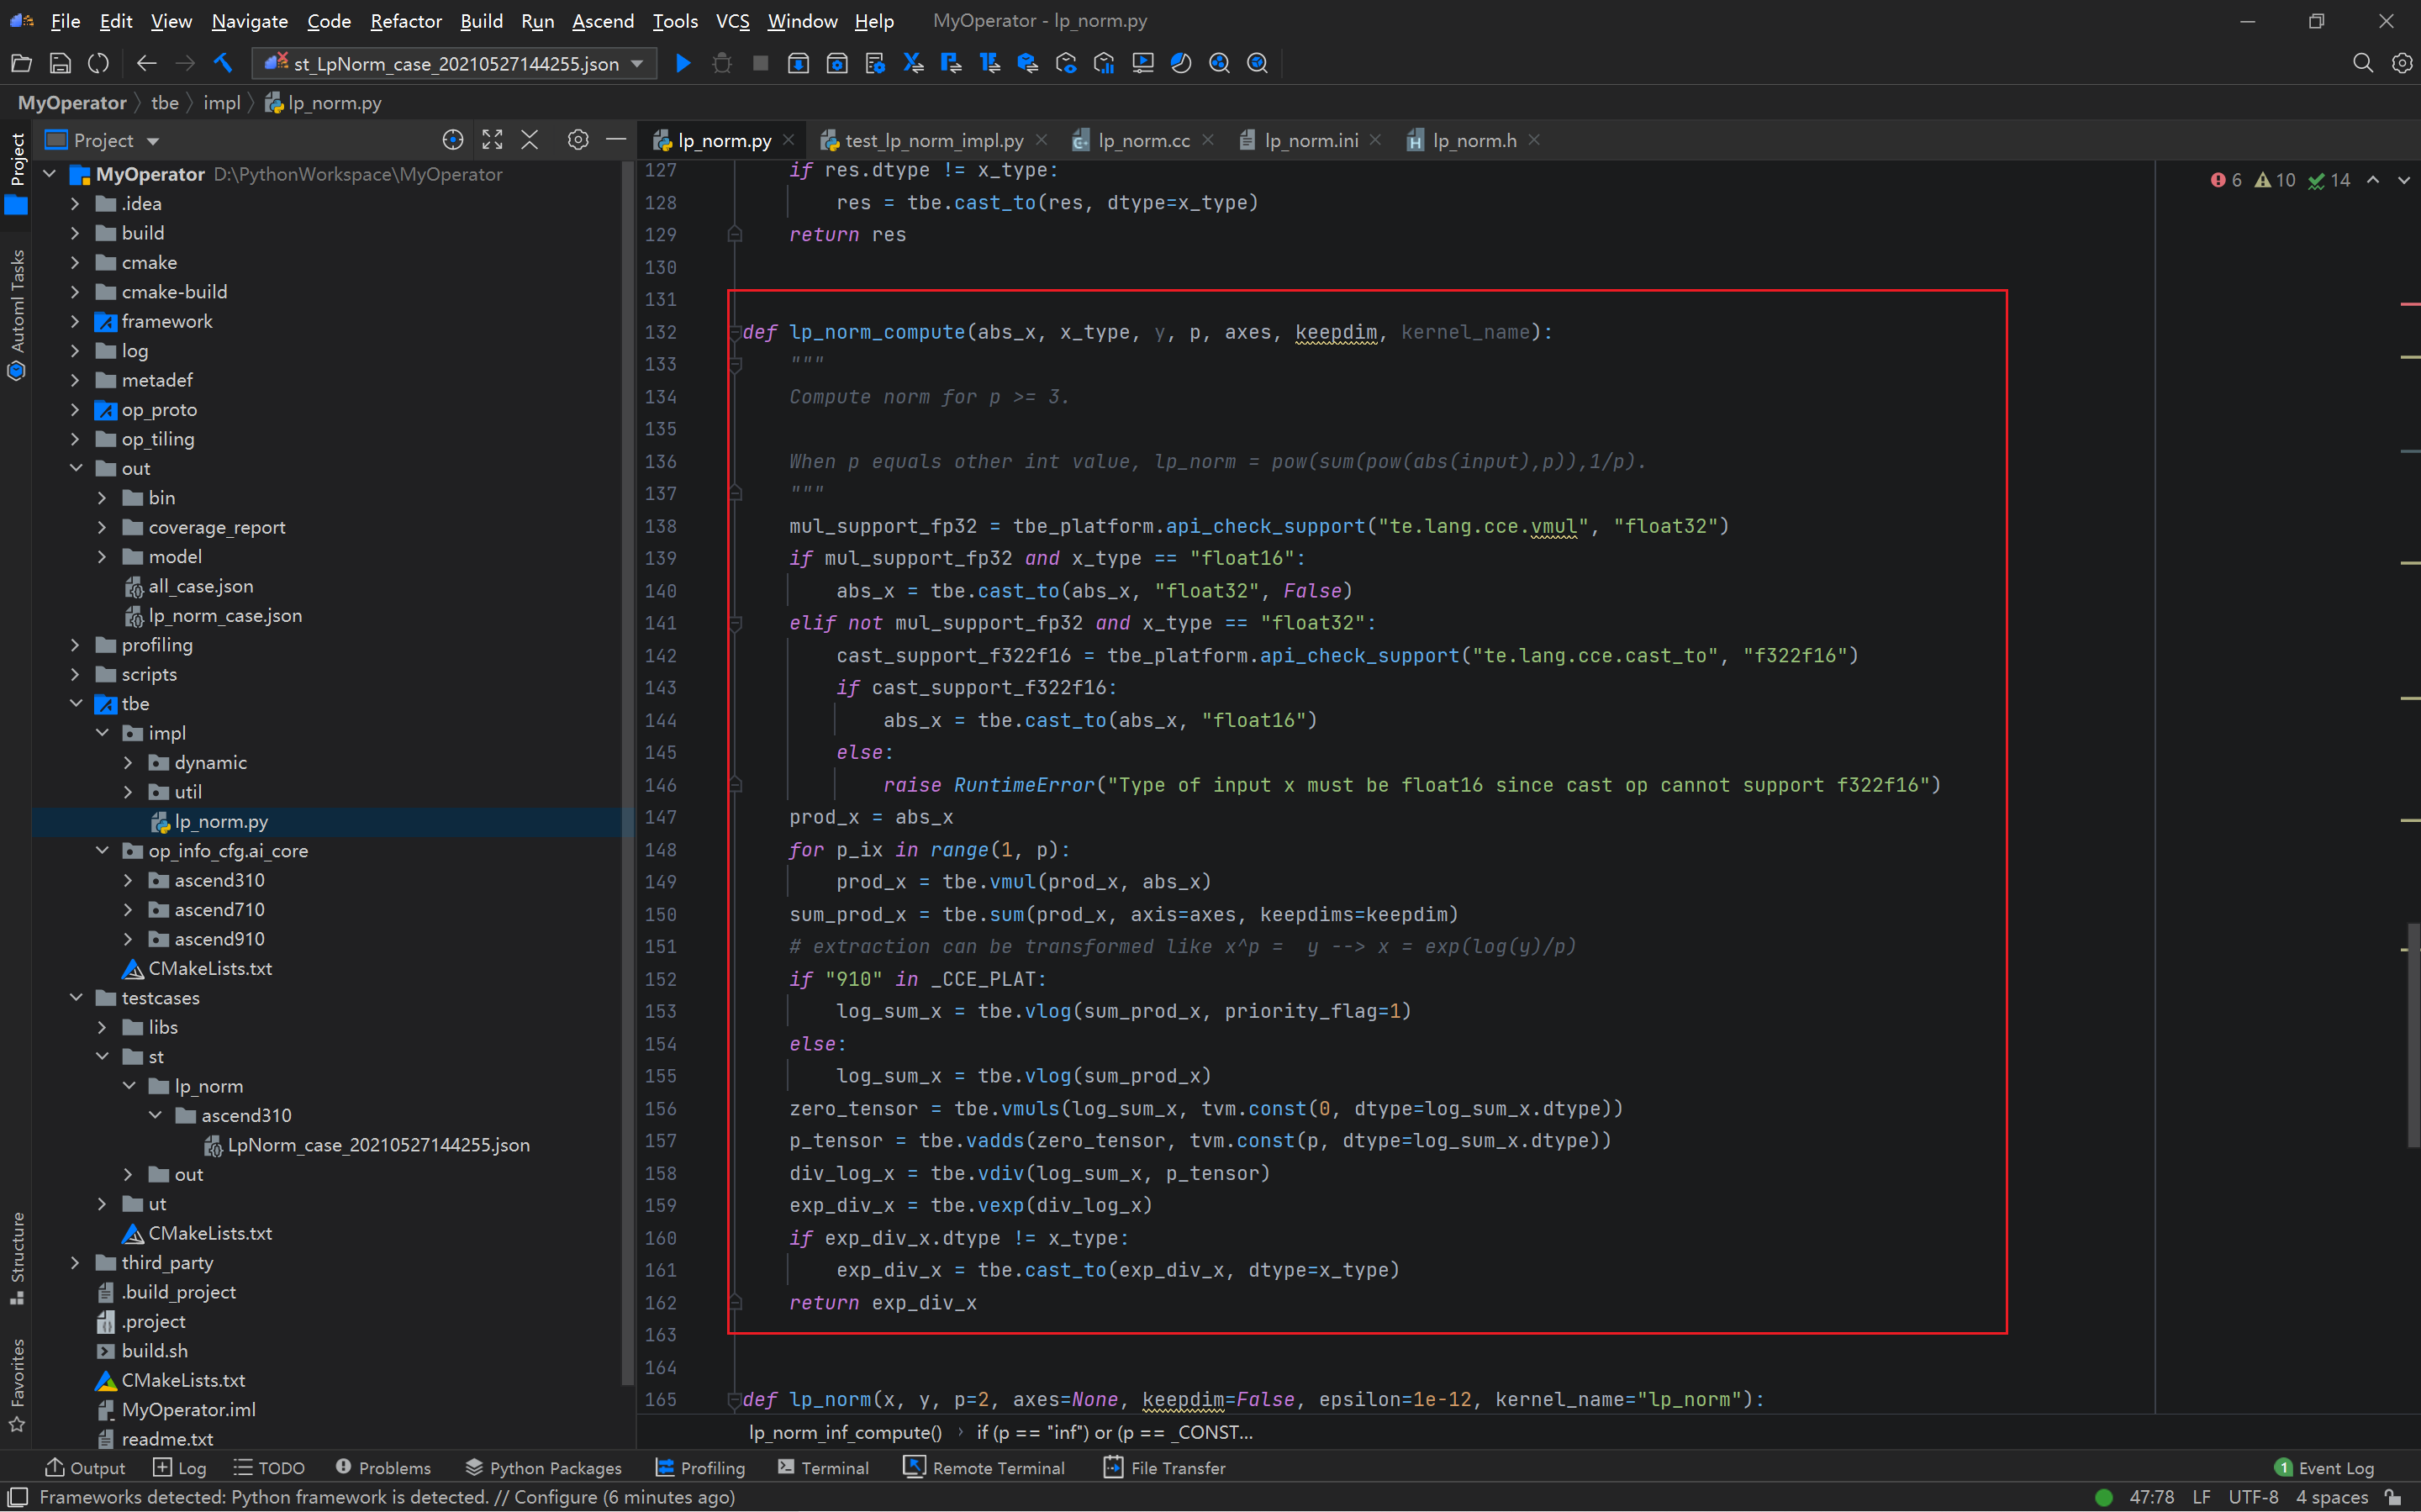 File Edit View Navigate Code Refactor Build Run Ascend Tools VCS Window Help MyOperator - lp_norm.py
st_LpNorm_case_20210527144255.json
MyOperator tbe impl lp_norm.py
Project
Automl Tasks
Structure
Favorites
Project
MyOperator D:\PythonWorkspace\MyOperator
.idea
build
cmake
cmake-build
framework
log
metadef
op_proto
op_tiling
out
bin
coverage_report
model
all_case.json
lp_norm_case.json
profiling
scripts
tbe
impl
dynamic
util
lp_norm.py
op_info_cfg.ai_core
ascend310
ascend710
ascend910
CMakeLists.txt
testcases
libs
st
lp_norm
ascend310
LpNorm_case_20210527144255.json
out
ut
CMakeLists.txt
third_party
.build_project
.project
build.sh
CMakeLists.txt
MyOperator.iml
readme.txt
lp_norm.py test_lp_norm_impl.py lp_norm.cc lp_norm.ini lp_norm.h
6 10 14
127 if res.dtype != x_type:
128 res = tbe.cast_to(res, dtype=x_type)
129 return res
130
131
132 def lp_norm_compute(abs_x, x_type, y, p, axes, keepdim, kernel_name):
133 """
134 Compute norm for p >= 3.
135
136 When p equals other int value, lp_norm = pow(sum(pow(abs(input),p)),1/p).
137 """
138 mul_support_fp32 = tbe_platform.api_check_support("te.lang.cce.vmul", "float32")
139 if mul_support_fp32 and x_type == "float16":
140 abs_x = tbe.cast_to(abs_x, "float32", False)
141 elif not mul_support_fp32 and x_type == "float32":
142 cast_support_f322f16 = tbe_platform.api_check_support("te.lang.cce.cast_to", "f322f16")
143 if cast_support_f322f16:
144 abs_x = tbe.cast_to(abs_x, "float16")
145 else:
146 raise RuntimeError("Type of input x must be float16 since cast op cannot support f322f16")
147 prod_x = abs_x
148 for p_ix in range(1, p):
149 prod_x = tbe.vmul(prod_x, abs_x)
150 sum_prod_x = tbe.sum(prod_x, axis=axes, keepdims=keepdim)
151 # extraction can be transformed like x^p =  y --> x = exp(log(y)/p)
152 if "910" in _CCE_PLAT:
153 log_sum_x = tbe.vlog(sum_prod_x, priority_flag=1)
154 else:
155 log_sum_x = tbe.vlog(sum_prod_x)
156 zero_tensor = tbe.vmuls(log_sum_x, tvm.const(0, dtype=log_sum_x.dtype))
157 p_tensor = tbe.vadds(zero_tensor, tvm.const(p, dtype=log_sum_x.dtype))
158 div_log_x = tbe.vdiv(log_sum_x, p_tensor)
159 exp_div_x = tbe.vexp(div_log_x)
160 if exp_div_x.dtype != x_type:
161 exp_div_x = tbe.cast_to(exp_div_x, dtype=x_type)
162 return exp_div_x
163
164
165 def lp_norm(x, y, p=2, axes=None, keepdim=False, epsilon=1e-12, kernel_name="lp_norm"):
lp_norm_inf_compute() › if (p == "inf") or (p == _CONST...
Output Log TODO Problems Python Packages Profiling Terminal Remote Terminal File Transfer 1 Event Log
Frameworks detected: Python framework is detected. // Configure (6 minutes ago) 47:78 LF UTF-8 4 spaces